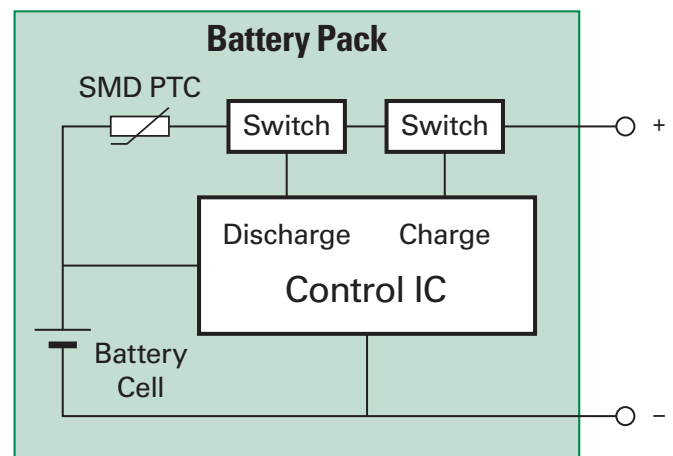 Battery Pack
SMD PTC
Switch
Switch
+
Discharge
Charge
Control IC
Battery
Cell
–